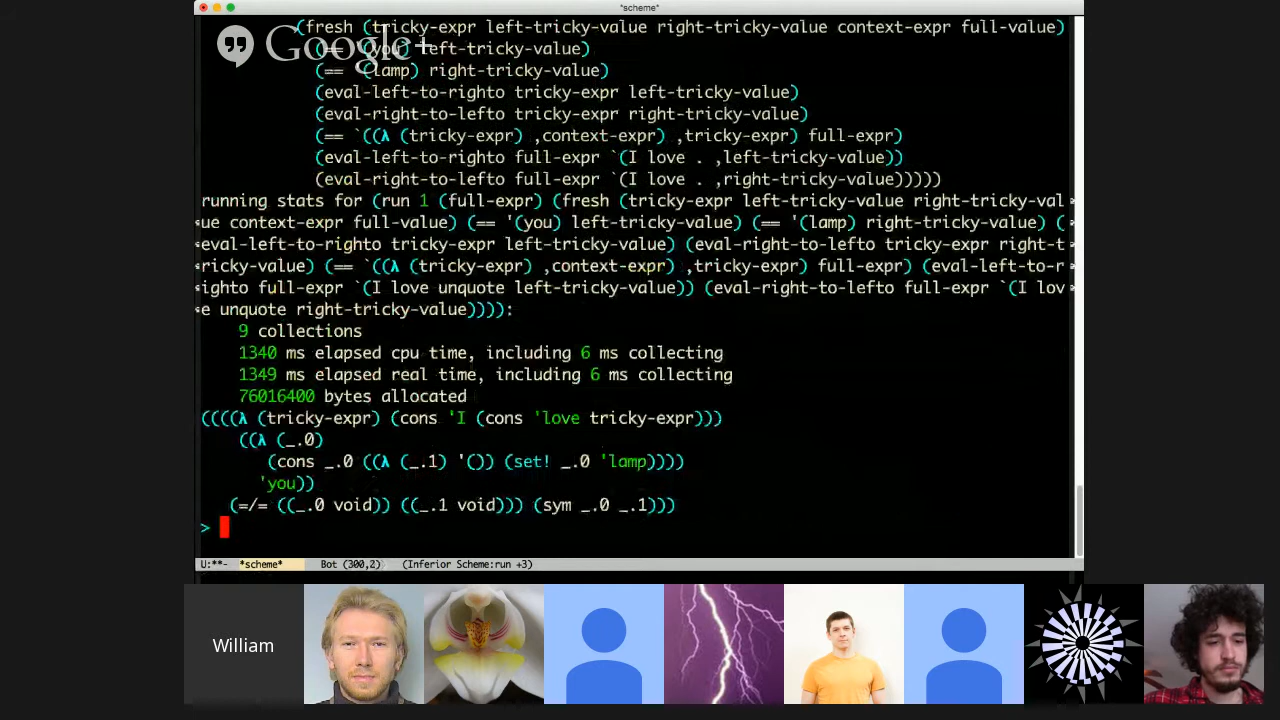 *scheme*
(fresh (tricky-expr left-tricky-value right-tricky-value context-expr full-value)
Google+
(== '(you) left-tricky-value)
(== '(lamp) right-tricky-value)
(eval-left-to-righto tricky-expr left-tricky-value)
(eval-right-to-lefto tricky-expr right-tricky-value)
(== `((λ (tricky-expr) ,context-expr) ,tricky-expr) full-expr)
(eval-left-to-righto full-expr `(I love . ,left-tricky-value))
(eval-right-to-lefto full-expr `(I love . ,right-tricky-value)))))
running stats for (run 1 (full-expr) (fresh (tricky-expr left-tricky-value right-tricky-val
ue context-expr full-value) (== '(you) left-tricky-value) (== '(lamp) right-tricky-value) (
eval-left-to-righto tricky-expr left-tricky-value) (eval-right-to-lefto tricky-expr right-t
ricky-value) (== `((λ (tricky-expr) ,context-expr) ,tricky-expr) full-expr) (eval-left-to-r
ighto full-expr `(I love unquote left-tricky-value)) (eval-right-to-lefto full-expr `(I lov
e unquote right-tricky-value)))):
9 collections
1340 ms elapsed cpu time, including 6 ms collecting
1349 ms elapsed real time, including 6 ms collecting
76016400 bytes allocated
((((λ (tricky-expr) (cons 'I (cons 'love tricky-expr)))
((λ (_.0)
(cons _.0 ((λ (_.1) '()) (set! _.0 'lamp))))
'you))
(=/= ((_.0 void)) ((_.1 void))) (sym _.0 _.1)))
>
U:**- *scheme* Bot (300,2) (Inferior Scheme:run +3)
William